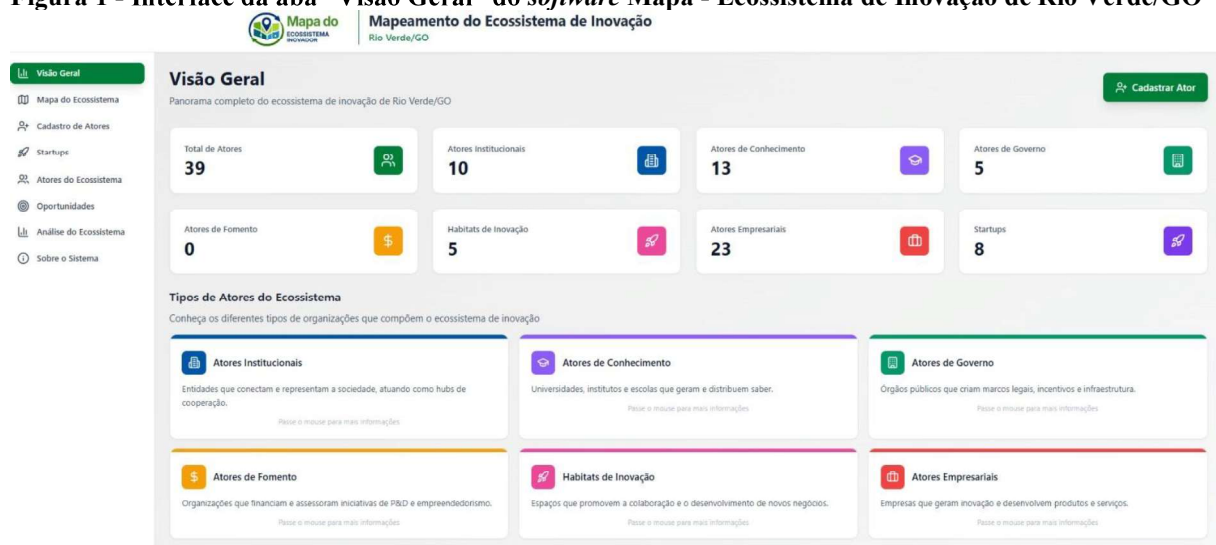 Figura 1 - Interface da aba "Visão Geral" do software Mapa - Ecossistema de Inovação de Rio Verde/GO
Mapa do
ECOSSISTEMA
INOVACION
Mapeamento do Ecossistema de Inovação
Rio Verde/GO
Visão Geral
Mapa do Ecossistema
Cadastro de Atores
Startups
Atores do Ecossistema
Oportunidades
Análise do Ecossistema
Sobre o Sistema
Visão Geral
Panorama completo do ecossistema de inovação de Rio Verde/GO
Cadastrar Ator
Total de Atores
39
Atores Institucionais
10
Atores de Conhecimento
13
Atores de Governo
5
Atores de Fomento
0
Habitats de Inovação
5
Atores Empresariais
23
Startups
8
Tipos de Atores do Ecossistema
Conheça os diferentes tipos de organizações que compõem o ecossistema de inovação
Atores Institucionais
Entidades que conectam e representam a sociedade, atuando como hubs de
cooperação.
Passe o mouse para mais informações
Atores de Conhecimento
Universidades, institutos e escolas que geram e distribuem saber.
Passe o mouse para mais informações
Atores de Governo
Órgãos públicos que criam marcos legais, incentivos e infraestrutura.
Passe o mouse para mais informações
Atores de Fomento
Organizações que financiam e assessoram iniciativas de P&D e empreendedorismo.
Passe o mouse para mais informações
Habitats de Inovação
Espaços que promovem a colaboração e o desenvolvimento de novos negócios.
Passe o mouse para mais informações
Atores Empresariais
Empresas que geram inovação e desenvolvem produtos e serviços.
Passe o mouse para mais informações